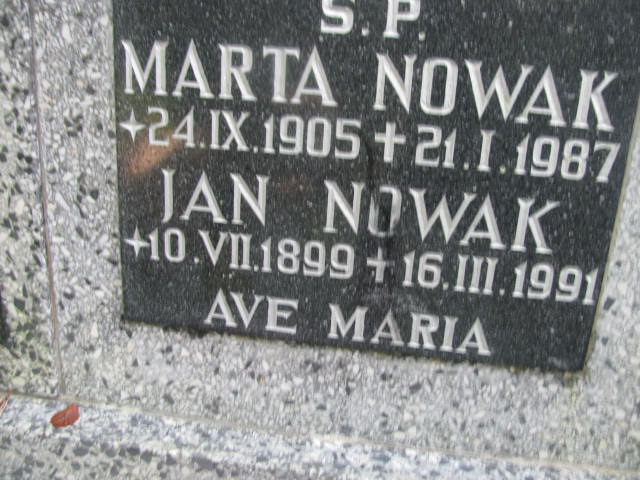 Ś.P.
MARTA NOWAK
✦24.IX.1905 ✝ 21.I.1987
JAN NOWAK
✦10.VII.1899 ✝ 16.III.1991
AVE MARIA